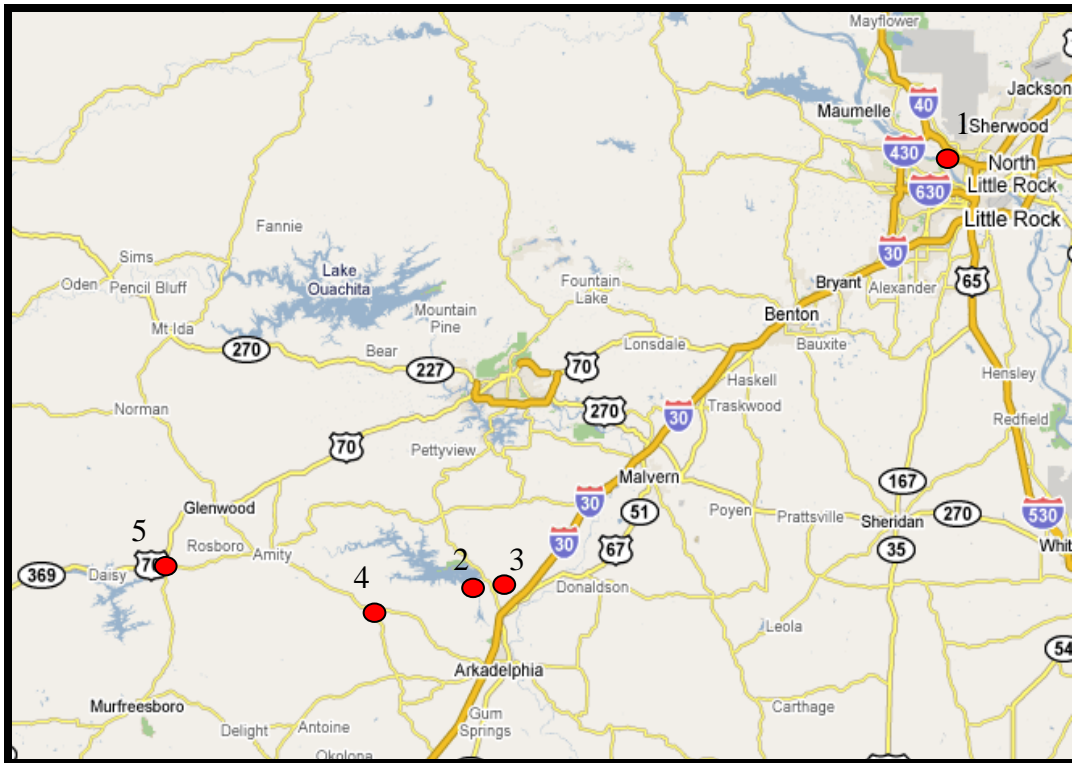 Mayflower
Jackson
40
Maumelle
1
Sherwood
430
North
Little Rock
630
Little Rock
Fannie
30
Sims
Lake
Ouachita
Fountain
Lake
Bryant
Alexander
65
Oden
Pencil Bluff
Mountain
Pine
Benton
Mt Ida
270
Bear
227
70
Lonsdale
Bauxite
Hensley
Haskell
Traskwood
Norman
270
30
Redfield
70
Pettyview
Malvern
167
Glenwood
30
51
Poyen
Prattsville
Sheridan
270
530
5
Rosboro
Amity
30
67
35
Whit
369
Daisy
70
4
2
3
Donaldson
Leola
54
Arkadelphia
Murfreesboro
Delight
Antoine
Gum
Springs
Carthage
Okolona